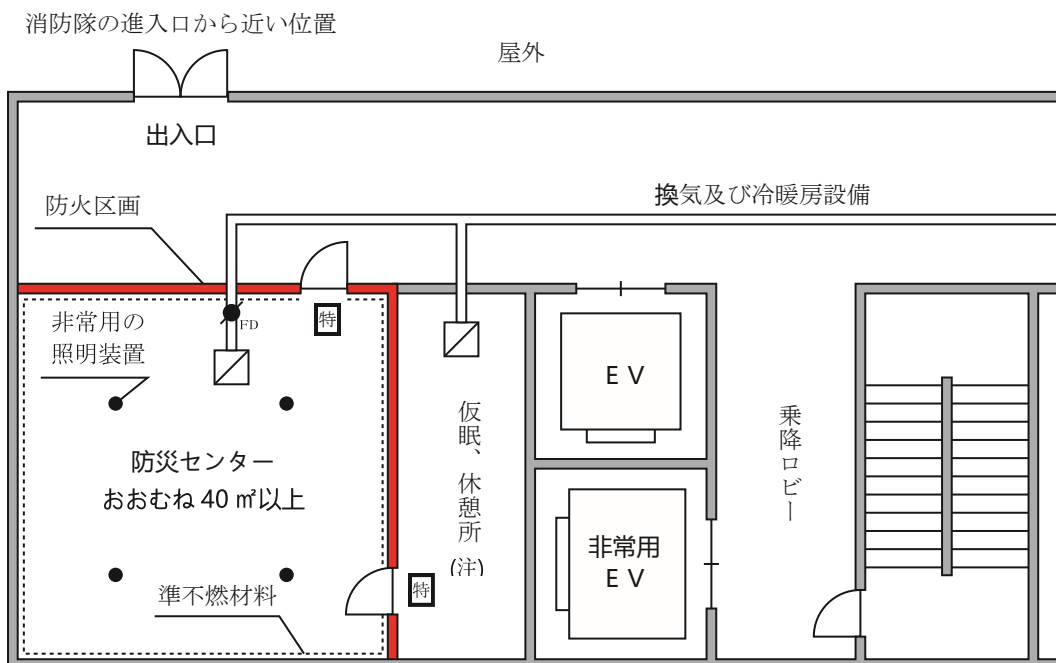 消防隊の進入口から近い位置
屋外
出入口
防火区画
換気及び冷暖房設備
非常用の
照明装置
FD
特
EV
仮眠、休憩所
(注)
乗降ロビー
防災センター
おおむね 40 ㎡以上
非常用
EV
準不燃材料
特